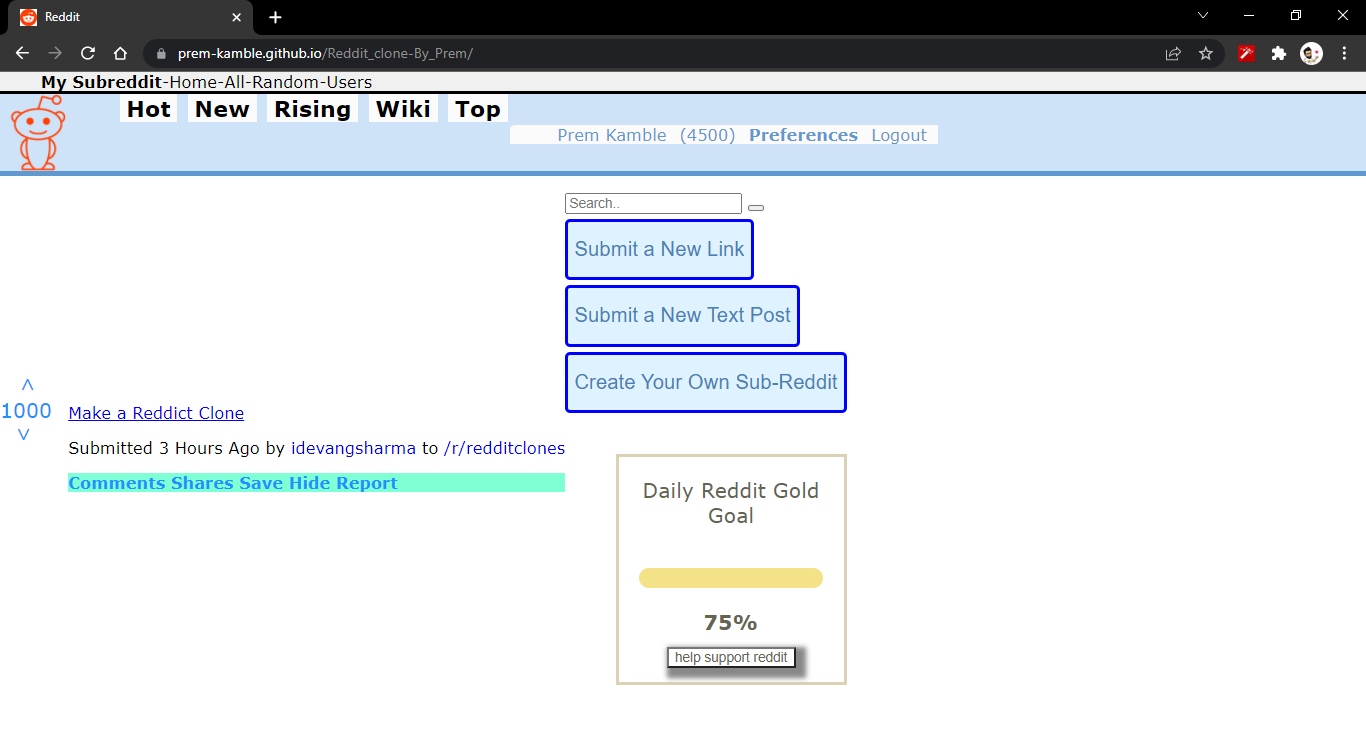 Reddit
prem-kamble.github.io/Reddit_clone-By_Prem/
My Subreddit-Home-All-Random-Users
Hot New Rising Wiki Top
Prem Kamble (4500) Preferences Logout
Search..
Submit a New Link
Submit a New Text Post
Create Your Own Sub-Reddit
^
1000
v
Make a Reddict Clone
Submitted 3 Hours Ago by idevangsharma to /r/redditclones
Comments Shares Save Hide Report
Daily Reddit Gold
Goal
75%
help support reddit